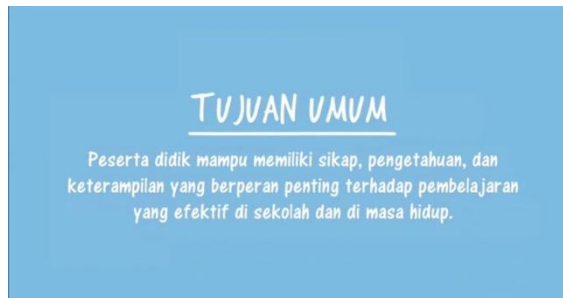 TUJUAN UMUM
Peserta didik mampu memiliki sikap, pengetahuan, dan
keterampilan yang berperan penting terhadap pembelajaran
yang efektif di sekolah dan di masa hidup.